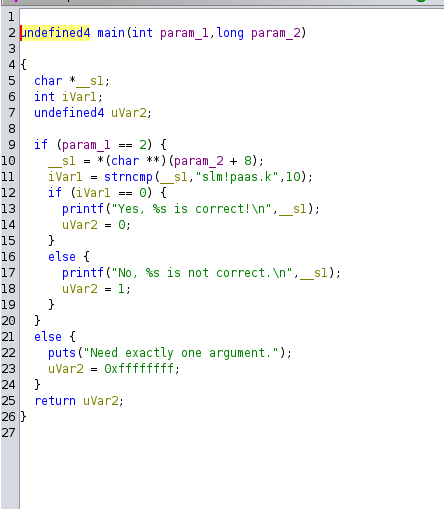 1
2 undefined4 main(int param_1,long param_2)
3
4 {
5   char *__s1;
6   int iVar1;
7   undefined4 uVar2;
8
9   if (param_1 == 2) {
10     __s1 = *(char **)(param_2 + 8);
11     iVar1 = strncmp(__s1,"slm!paas.k",10);
12     if (iVar1 == 0) {
13       printf("Yes, %s is correct!\n",__s1);
14       uVar2 = 0;
15     }
16     else {
17       printf("No, %s is not correct.\n",__s1);
18       uVar2 = 1;
19     }
20   }
21   else {
22     puts("Need exactly one argument.");
23     uVar2 = 0xffffffff;
24   }
25   return uVar2;
26 }
27